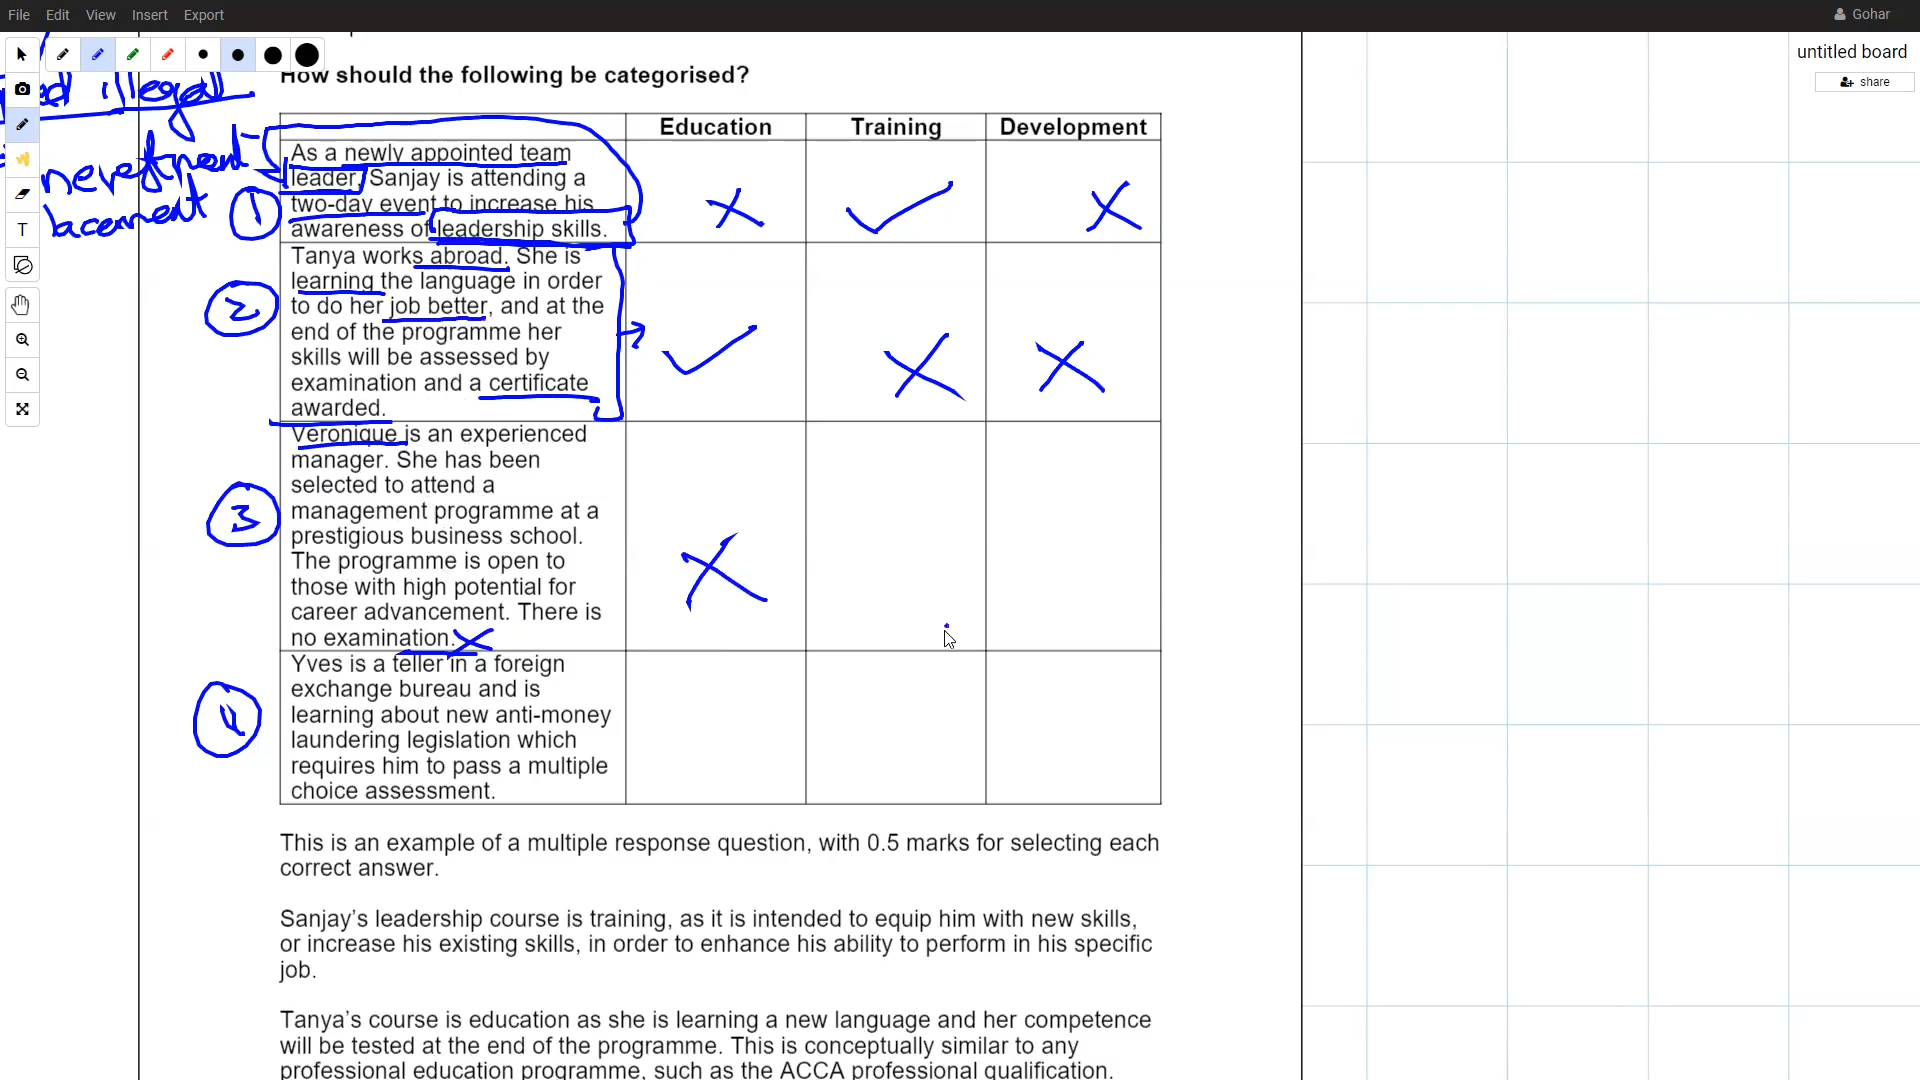 File Edit View Insert Export
Gohar
untitled board
share
T
How should the following be categorised?
Education Training Development
illegal
1
As a newly appointed team
leader, Sanjay is attending a
two-day event to increase his
awareness of leadership skills.
2
Tanya works abroad. She is
learning the language in order
to do her job better, and at the
end of the programme her
skills will be assessed by
examination and a certificate
awarded.
3
Veronique is an experienced
manager. She has been
selected to attend a
management programme at a
prestigious business school.
The programme is open to
those with high potential for
career advancement. There is
no examination.
4
Yves is a teller in a foreign
exchange bureau and is
learning about new anti-money
laundering legislation which
requires him to pass a multiple
choice assessment.
This is an example of a multiple response question, with 0.5 marks for selecting each
correct answer.
Sanjay’s leadership course is training, as it is intended to equip him with new skills,
or increase his existing skills, in order to enhance his ability to perform in his specific
job.
Tanya’s course is education as she is learning a new language and her competence
will be tested at the end of the programme. This is conceptually similar to any
professional education programme, such as the ACCA professional qualification.